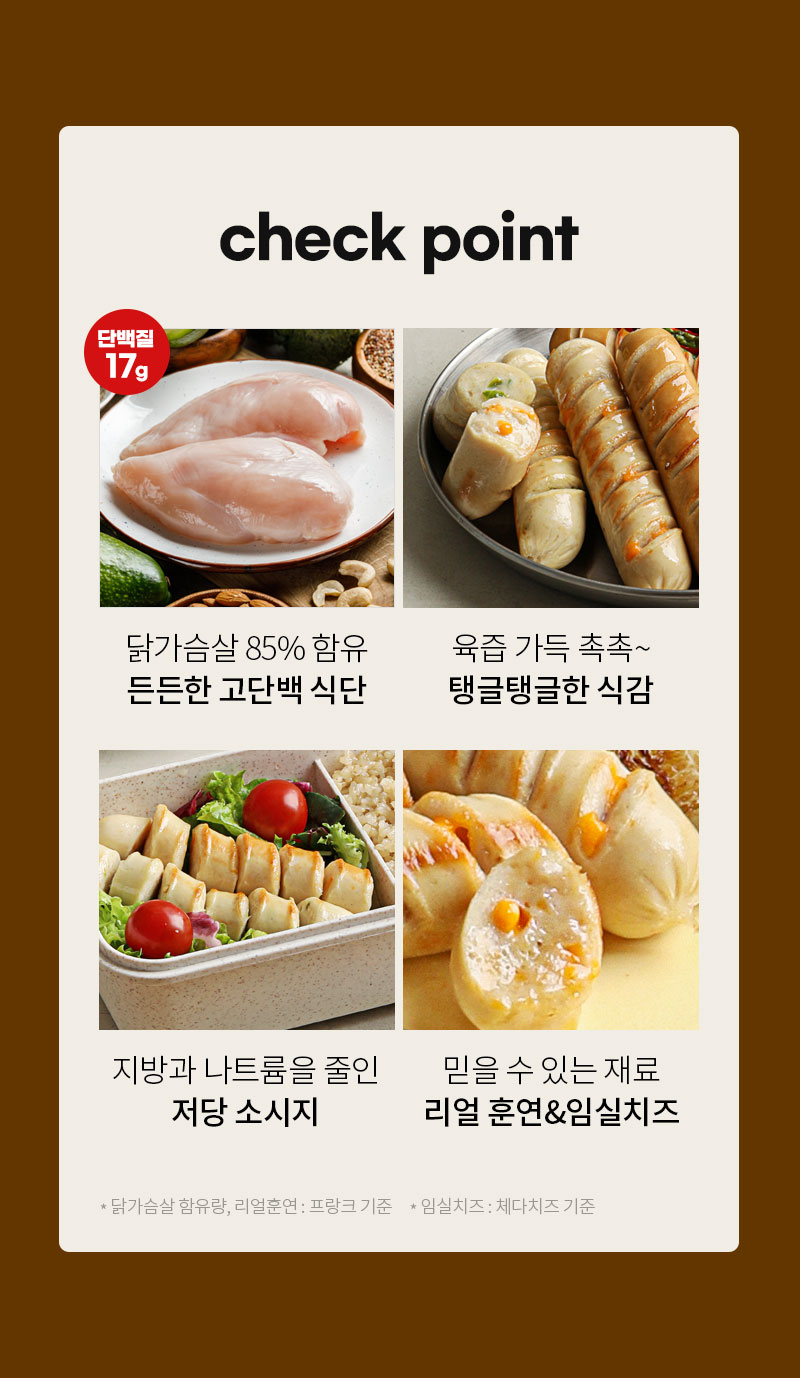 check point
단백질
17g
닭가슴살 85% 함유
든든한 고단백 식단
육즙 가득 촉촉~
탱글탱글한 식감
지방과 나트륨을 줄인
저당 소시지
믿을 수 있는 재료
리얼 훈연&임실치즈
* 닭가슴살 함유량, 리얼훈연 : 프랑크 기준 * 임실치즈 : 체다치즈 기준